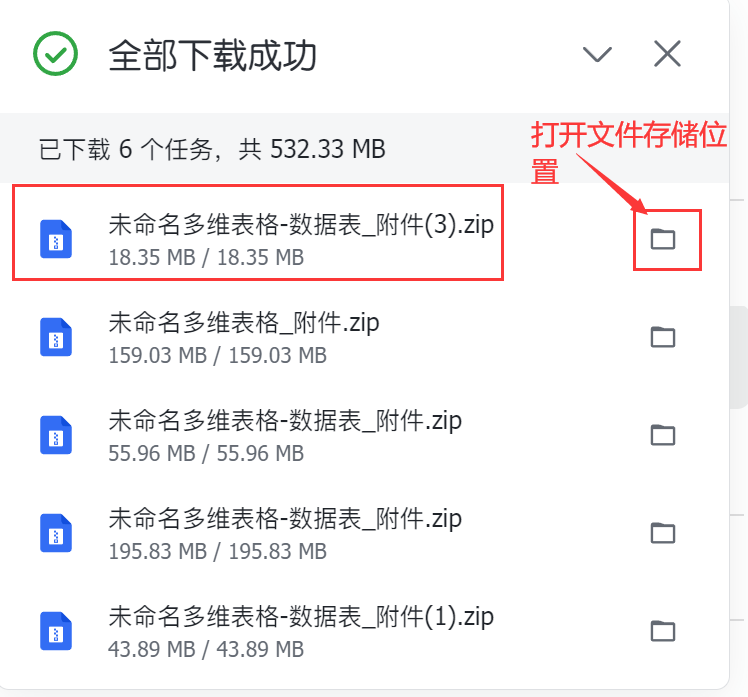 全部下载成功
已下载 6 个任务，共 532.33 MB
打开文件存储位
置
未命名多维表格-数据表_附件(3).zip
18.35 MB / 18.35 MB
未命名多维表格_附件.zip
159.03 MB / 159.03 MB
未命名多维表格-数据表_附件.zip
55.96 MB / 55.96 MB
未命名多维表格-数据表_附件.zip
195.83 MB / 195.83 MB
未命名多维表格-数据表_附件(1).zip
43.89 MB / 43.89 MB